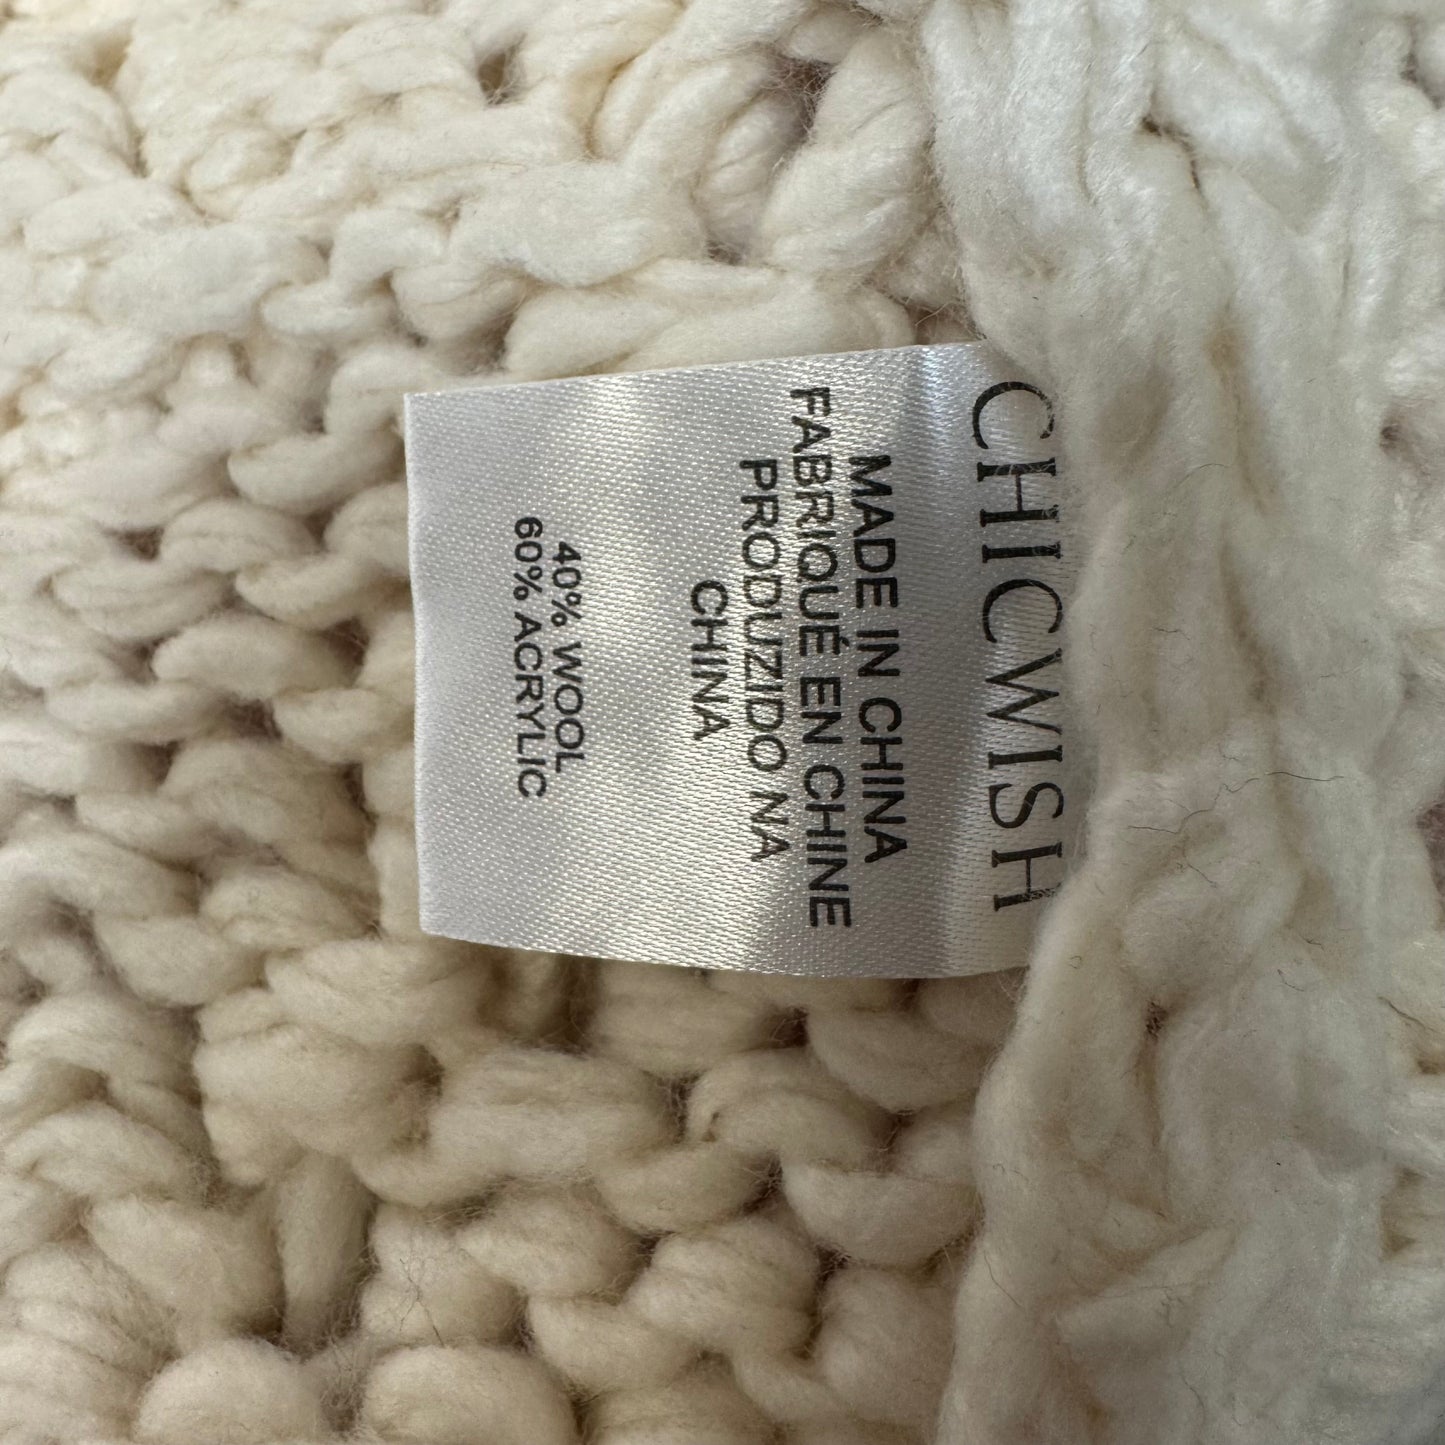 CHICWISH
MADE IN CHINA
FABRIQUÉ EN CHINE
PRODUZIDO NA
CHINA
40% WOOL
60% ACRYLIC